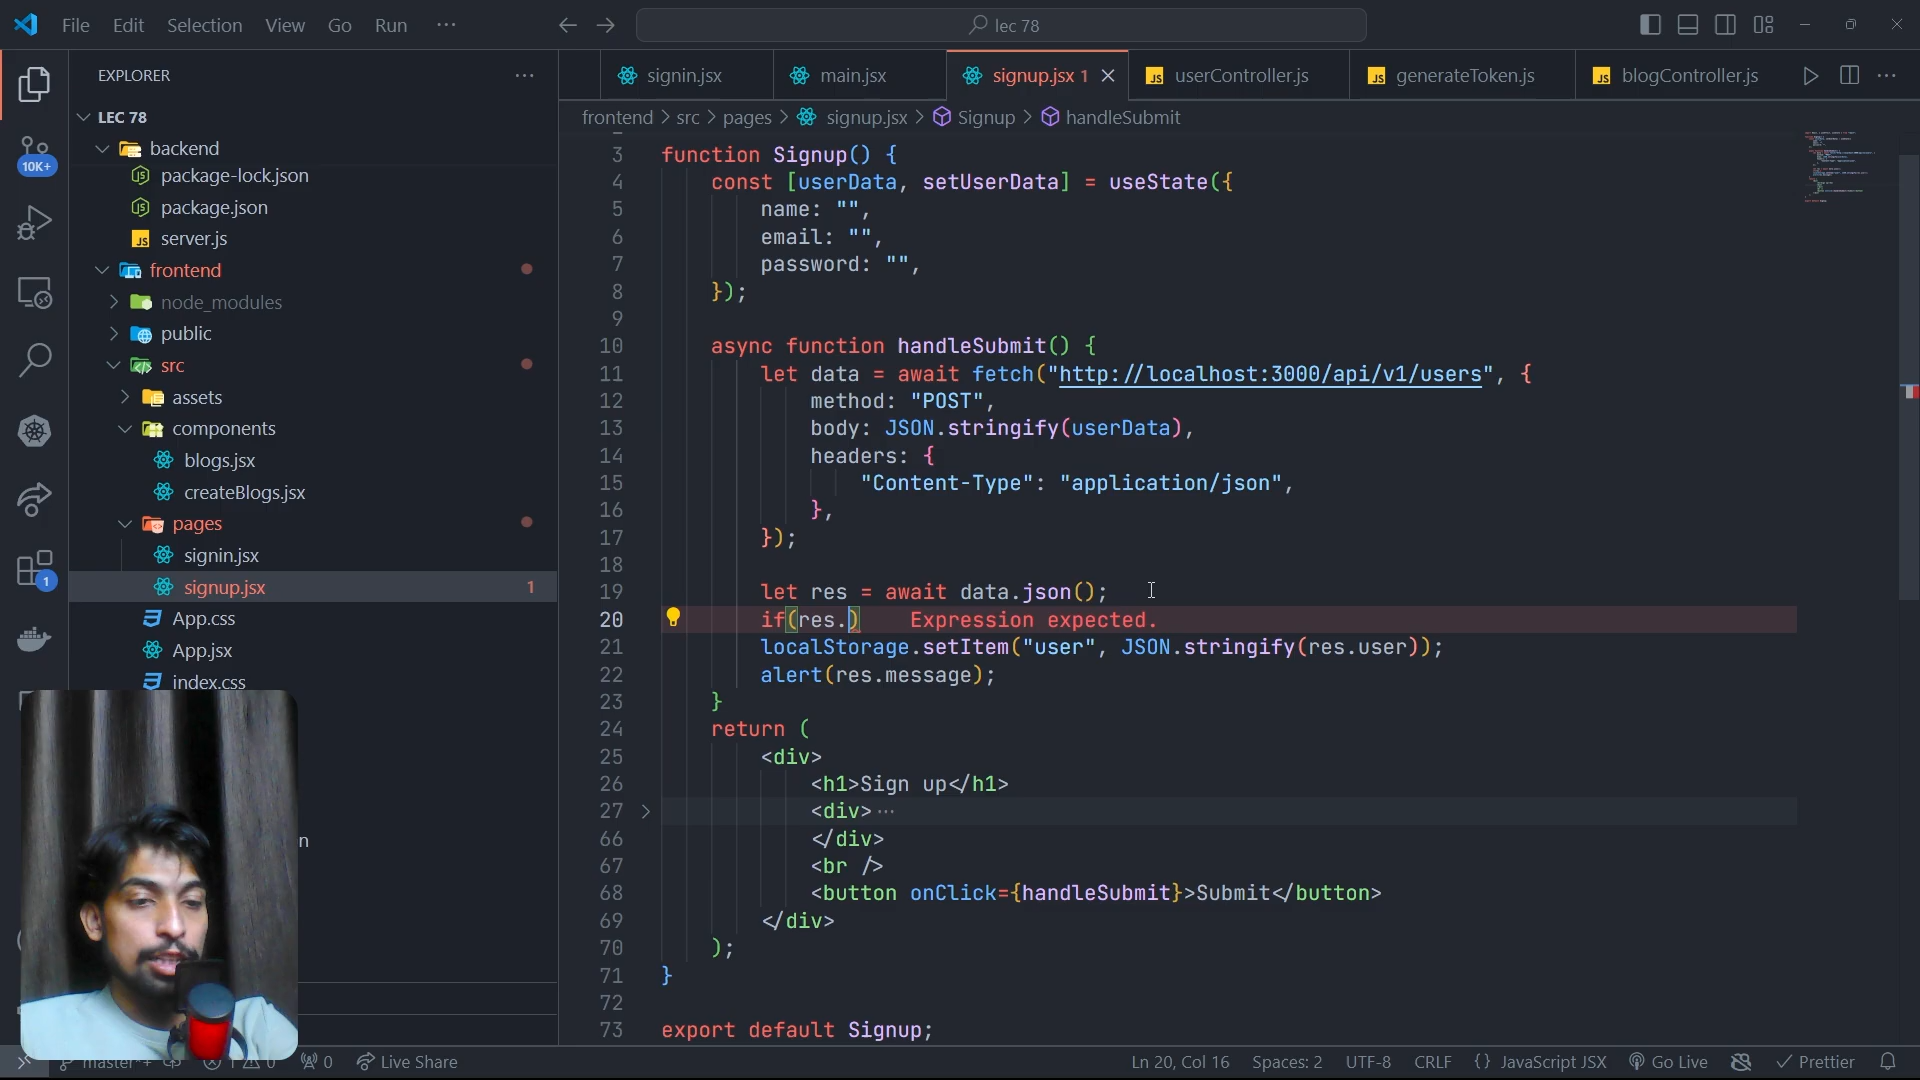 File Edit Selection View Go Run ··· lec 78
EXPLORER ···
LEC 78
backend
package-lock.json
package.json
server.js
frontend
node_modules
public
src
assets
components
blogs.jsx
createBlogs.jsx
pages
signin.jsx
signup.jsx 1
App.css
App.jsx
index.css
n
10K+
1
signin.jsx main.jsx signup.jsx 1 userController.js generateToken.js blogController.js
frontend > src > pages > signup.jsx > Signup > handleSubmit
3 function Signup() {
4 const [userData, setUserData] = useState({
5 name: "",
6 email: "",
7 password: "",
8 });
9
10 async function handleSubmit() {
11 let data = await fetch("http://localhost:3000/api/v1/users", {
12 method: "POST",
13 body: JSON.stringify(userData),
14 headers: {
15 "Content-Type": "application/json",
16 },
17 });
18
19 let res = await data.json();
20 if(res.) Expression expected.
21 localStorage.setItem("user", JSON.stringify(res.user));
22 alert(res.message);
23 }
24 return (
25 <div>
26 <h1>Sign up</h1>
27 <div>···
66 </div>
67 <br />
68 <button onClick={handleSubmit}>Submit</button>
69 </div>
70 );
71 }
72
73 export default Signup;
master*+ 1 0 0 Live Share Ln 20, Col 16 Spaces: 2 UTF-8 CRLF {} JavaScript JSX Go Live Prettier